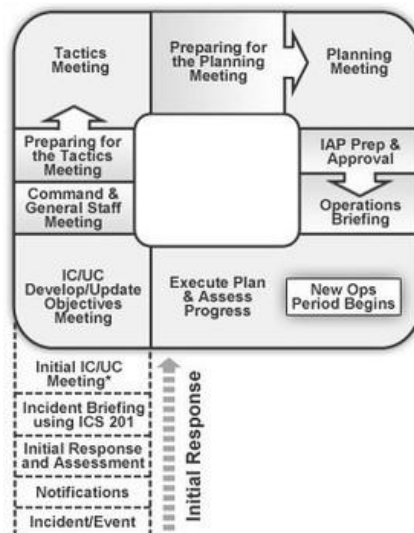 Tactics
Meeting
Preparing for
the Planning
Meeting
Planning
Meeting
Preparing for
the Tactics
Meeting
IAP Prep &
Approval
Command &
General Staff
Meeting
Operations
Briefing
IC/UC
Develop/Update
Objectives
Meeting
Execute Plan
& Assess
Progress
New Ops
Period Begins
Initial IC/UC
Meeting*
Incident Briefing
using ICS 201
Initial Response
and Assessment
Notifications
Incident/Event
Initial Response